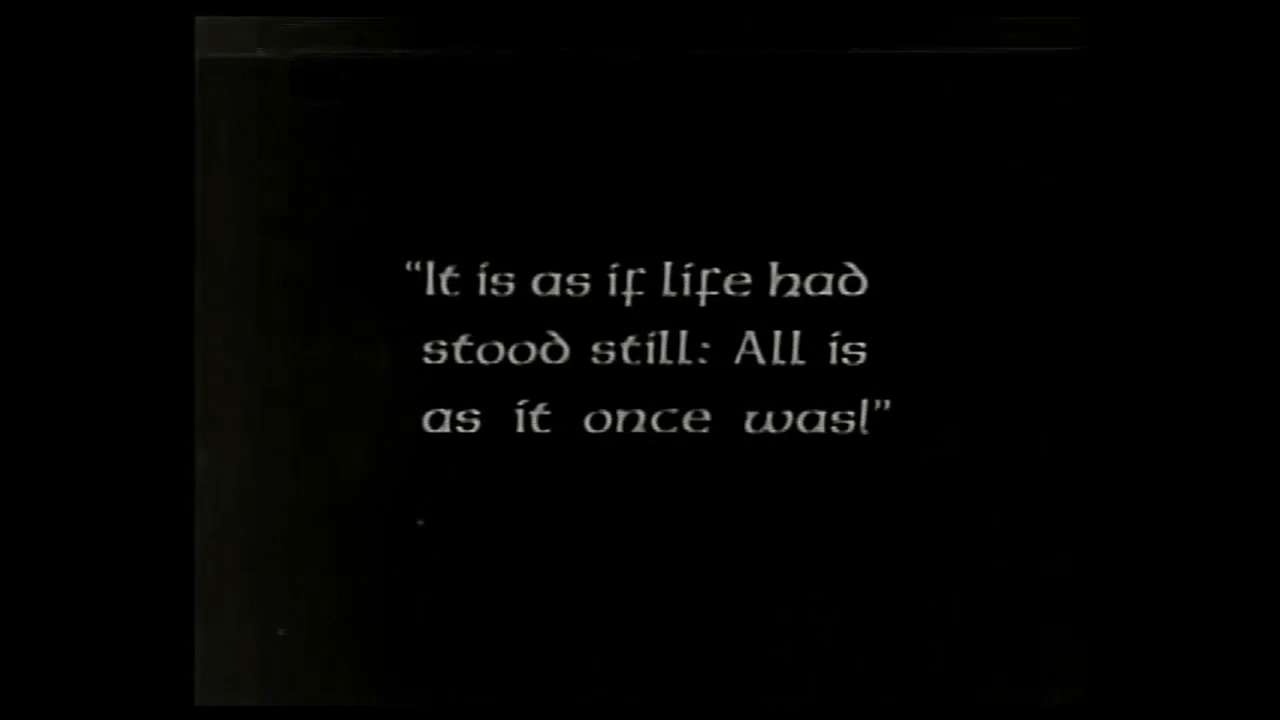 “It is as if life had
stood still: All is
as it once was!”